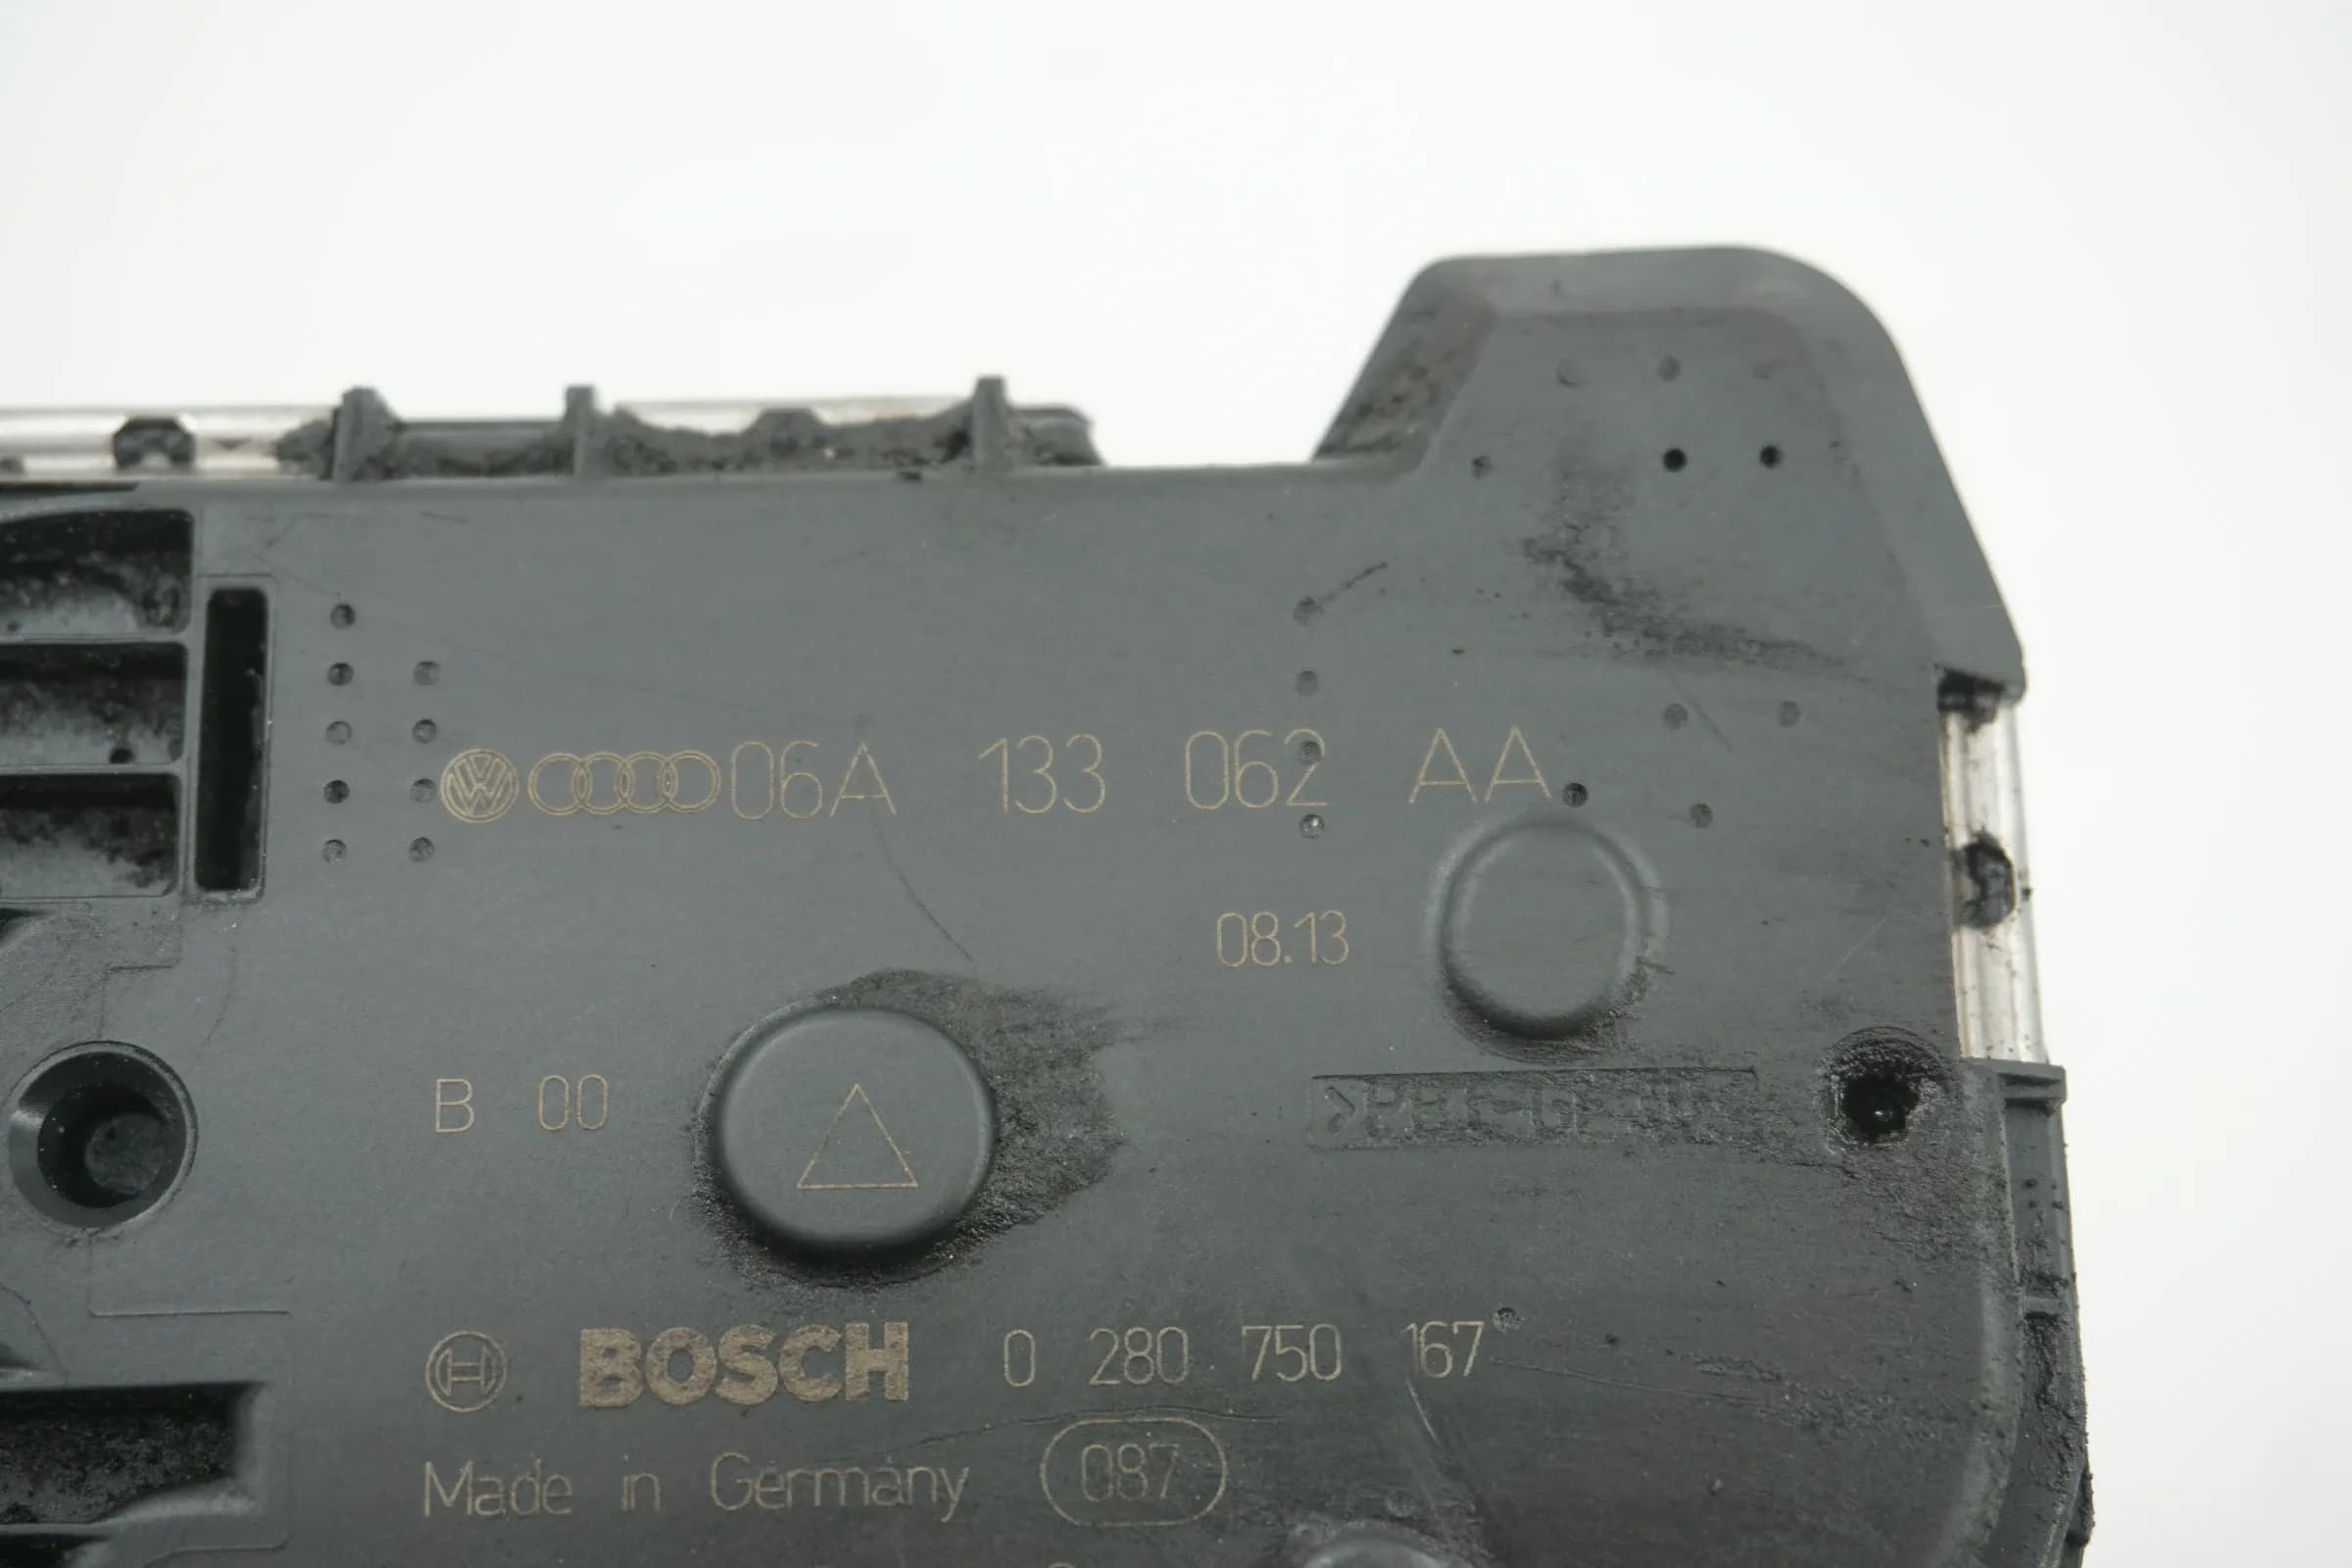 06A 133 062 AA
08.13
B 00
BOSCH 0 280 750 167
Made in Germany 087